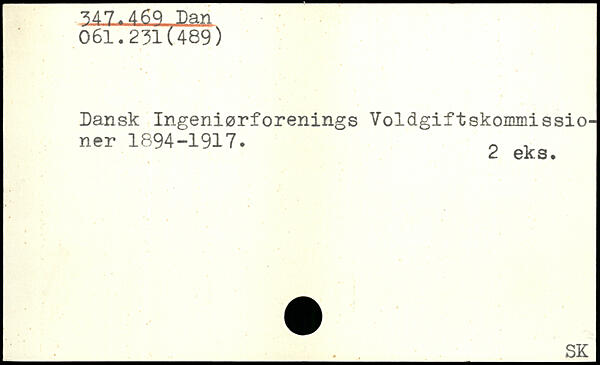 347.469 Dan
061.231(489)
Dansk Ingeniørforenings Voldgiftskommissio-
ner 1894-1917.
2 eks.
SK